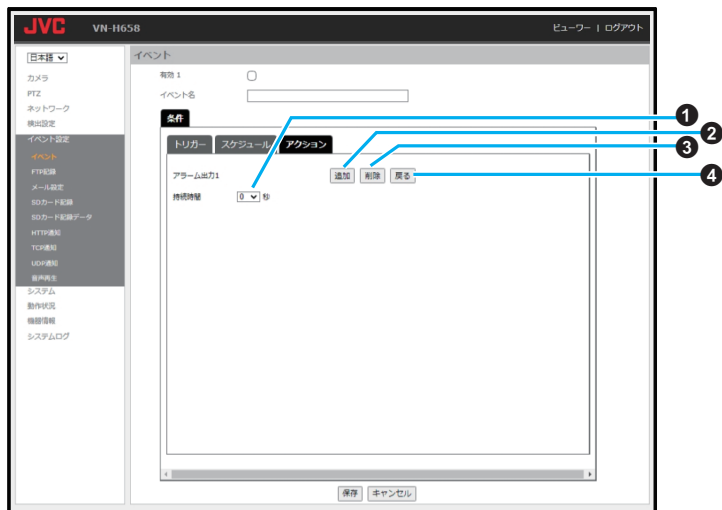 JVC VN-H658 ビューワー | ログアウト
日本語
カメラ
PTZ
ネットワーク
検出設定
イベント設定
イベント
FTP記録
メール設定
SDカード記録
SDカード記録データ
HTTP通知
TCP通知
UDP通知
音声再生
システム
動作状況
機器情報
システムログ
イベント
有効 1
イベント名
条件
トリガー スケジュール アクション
アラーム出力1 追加 削除 戻る
持続時間 0 秒
保存 キャンセル
1
2
3
4